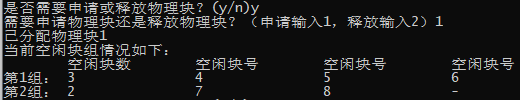 是否需要申请或释放物理块？(y/n)y
需要申请物理块还是释放物理块？（申请输入1，释放输入2）1
已分配物理块1
当前空闲块组情况如下：
空闲块数 空闲块号 空闲块号 空闲块号
第1组： 3 4 5 6
第2组： 2 7 8 -